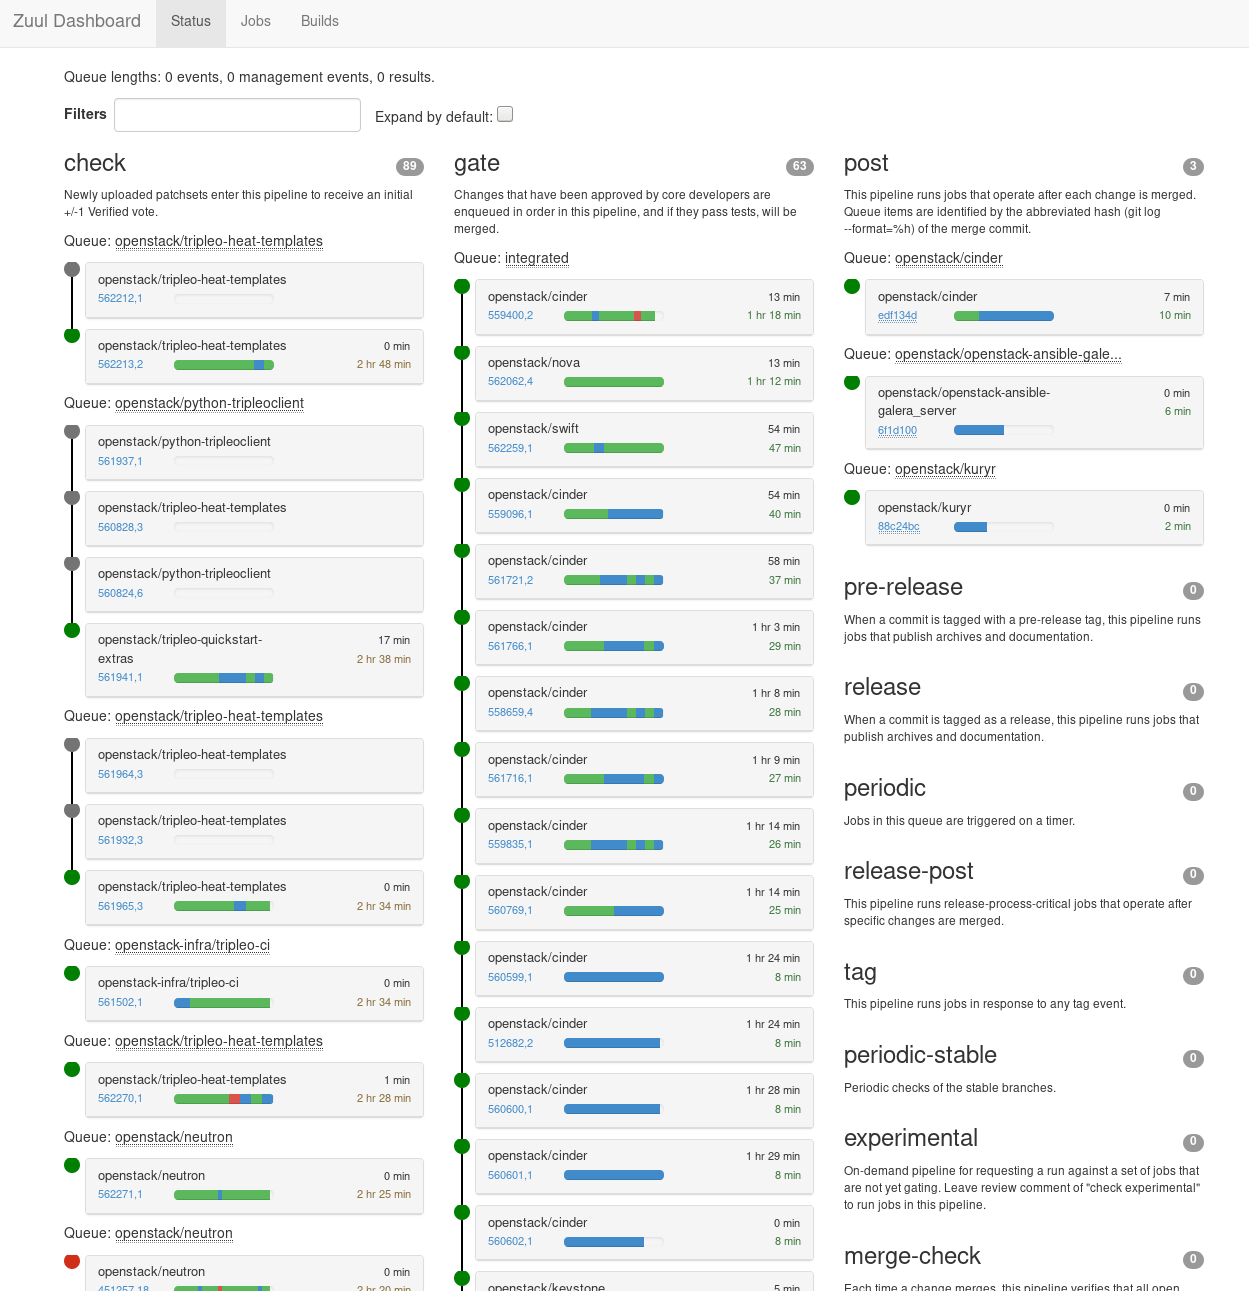 Zuul Dashboard Status Jobs Builds
Queue lengths: 0 events, 0 management events, 0 results.
Filters Expand by default:
check 89
Newly uploaded patchsets enter this pipeline to receive an initial
+/-1 Verified vote.
Queue: openstack/tripleo-heat-templates
openstack/tripleo-heat-templates
562212,1
openstack/tripleo-heat-templates 0 min
562213,2 2 hr 48 min
Queue: openstack/python-tripleoclient
openstack/python-tripleoclient
561937,1
openstack/tripleo-heat-templates
560828,3
openstack/python-tripleoclient
560824,6
openstack/tripleo-quickstart- 17 min
extras 2 hr 38 min
561941,1
Queue: openstack/tripleo-heat-templates
openstack/tripleo-heat-templates
561964,3
openstack/tripleo-heat-templates
561932,3
openstack/tripleo-heat-templates 0 min
561965,3 2 hr 34 min
Queue: openstack-infra/tripleo-ci
openstack-infra/tripleo-ci 0 min
561502,1 2 hr 34 min
Queue: openstack/tripleo-heat-templates
openstack/tripleo-heat-templates 1 min
562270,1 2 hr 28 min
Queue: openstack/neutron
openstack/neutron 0 min
562271,1 2 hr 25 min
Queue: openstack/neutron
openstack/neutron 0 min
451257,18 2 hr 20 min
gate 63
Changes that have been approved by core developers are
enqueued in order in this pipeline, and if they pass tests, will be
merged.
Queue: integrated
openstack/cinder 13 min
559400,2 1 hr 18 min
openstack/nova 13 min
562062,4 1 hr 12 min
openstack/swift 54 min
562259,1 47 min
openstack/cinder 54 min
559096,1 40 min
openstack/cinder 58 min
561721,2 37 min
openstack/cinder 1 hr 3 min
561766,1 29 min
openstack/cinder 1 hr 8 min
558659,4 28 min
openstack/cinder 1 hr 9 min
561716,1 27 min
openstack/cinder 1 hr 14 min
559835,1 26 min
openstack/cinder 1 hr 14 min
560769,1 25 min
openstack/cinder 1 hr 24 min
560599,1 8 min
openstack/cinder 1 hr 24 min
512682,2 8 min
openstack/cinder 1 hr 28 min
560600,1 8 min
openstack/cinder 1 hr 29 min
560601,1 8 min
openstack/cinder 0 min
560602,1 8 min
openstack/keystone 5 min
post 3
This pipeline runs jobs that operate after each change is merged.
Queue items are identified by the abbreviated hash (git log
--format=%h) of the merge commit.
Queue: openstack/cinder
openstack/cinder 7 min
edf134d 10 min
Queue: openstack/openstack-ansible-gale...
openstack/openstack-ansible- 0 min
galera_server 6 min
6f1d100
Queue: openstack/kuryr
openstack/kuryr 0 min
88c24bc 2 min
pre-release 0
When a commit is tagged with a pre-release tag, this pipeline runs
jobs that publish archives and documentation.
release 0
When a commit is tagged as a release, this pipeline runs jobs that
publish archives and documentation.
periodic 0
Jobs in this queue are triggered on a timer.
release-post 0
This pipeline runs release-process-critical jobs that operate after
specific changes are merged.
tag 0
This pipeline runs jobs in response to any tag event.
periodic-stable 0
Periodic checks of the stable branches.
experimental 0
On-demand pipeline for requesting a run against a set of jobs that
are not yet gating. Leave review comment of "check experimental"
to run jobs in this pipeline.
merge-check 0
Each time a change merges, this pipeline verifies that all open